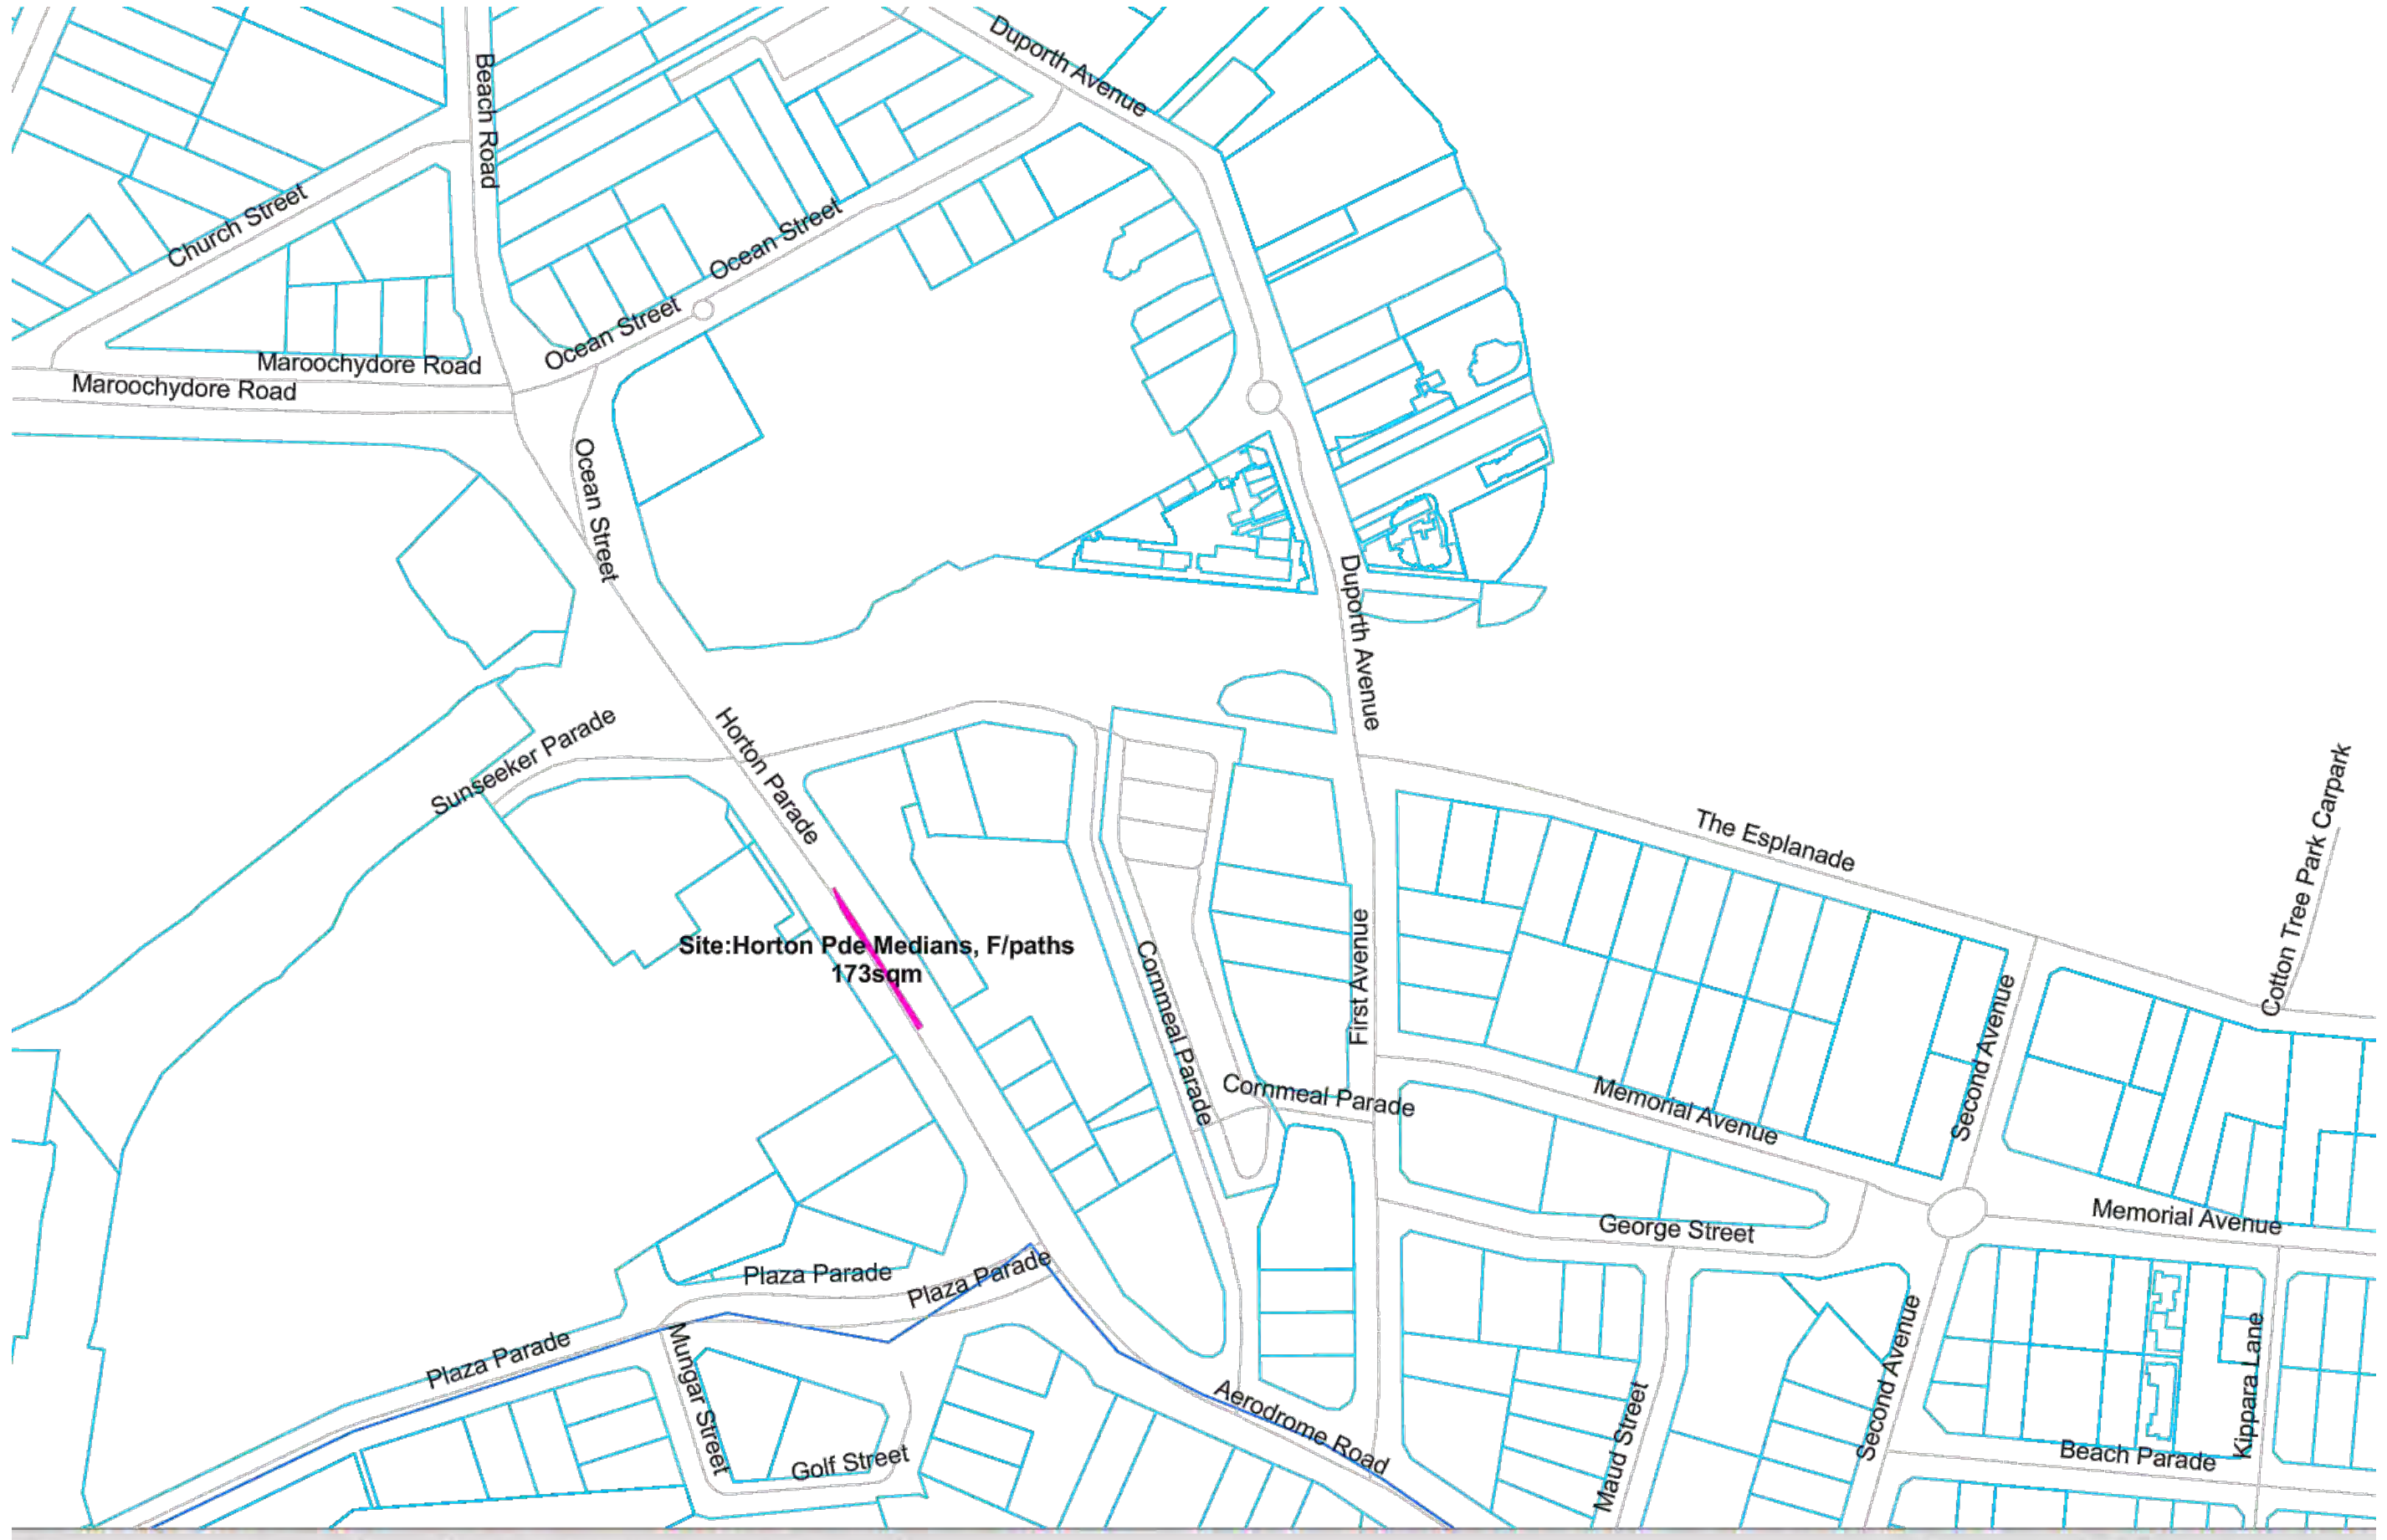 Duporth Avenue
Beach Road
Church Street
Ocean Street
Ocean Street
Maroochydore Road
Maroochydore Road
Ocean Street
Duporth Avenue
Sunseeker Parade
Horton Parade
The Esplanade
Cotton Tree Park Carpark
Site:Horton Pde Medians, F/paths
173sqm
Cornmeal Parade
First Avenue
Second Avenue
Cornmeal Parade
Memorial Avenue
Memorial Avenue
George Street
Plaza Parade
Plaza Parade
Plaza Parade
Mungar Street
Golf Street
Aerodrome Road
Maud Street
Second Avenue
Kippara Lane
Beach Parade